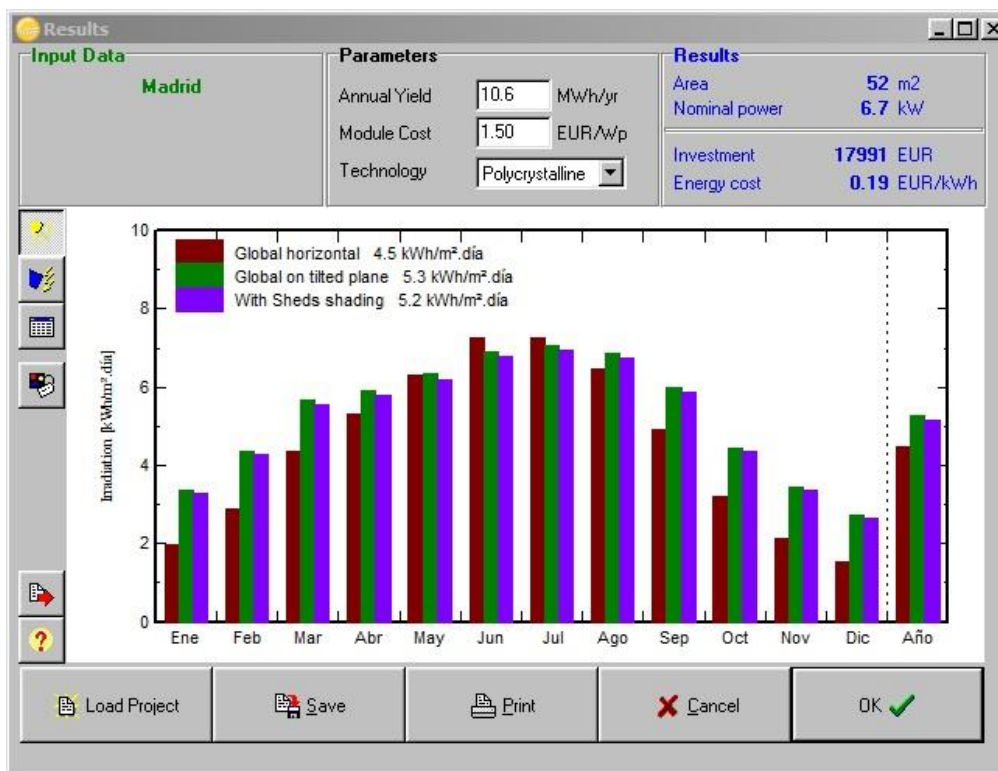 Results
Input Data
Madrid
Parameters
Annual Yield 10.6 MWh/yr
Module Cost 1.50 EUR/Wp
Technology Polycrystalline
Results
Area 52 m2
Nominal power 6.7 kW
Investment 17991 EUR
Energy cost 0.19 EUR/kWh
Global horizontal 4.5 kWh/m².día
Global on tilted plane 5.3 kWh/m².día
With Sheds shading 5.2 kWh/m².día
Irradiation [kWh/m².día]
10
8
6
4
2
0
Ene Feb Mar Abr May Jun Jul Ago Sep Oct Nov Dic Año
?
Load Project Save Print Cancel OK